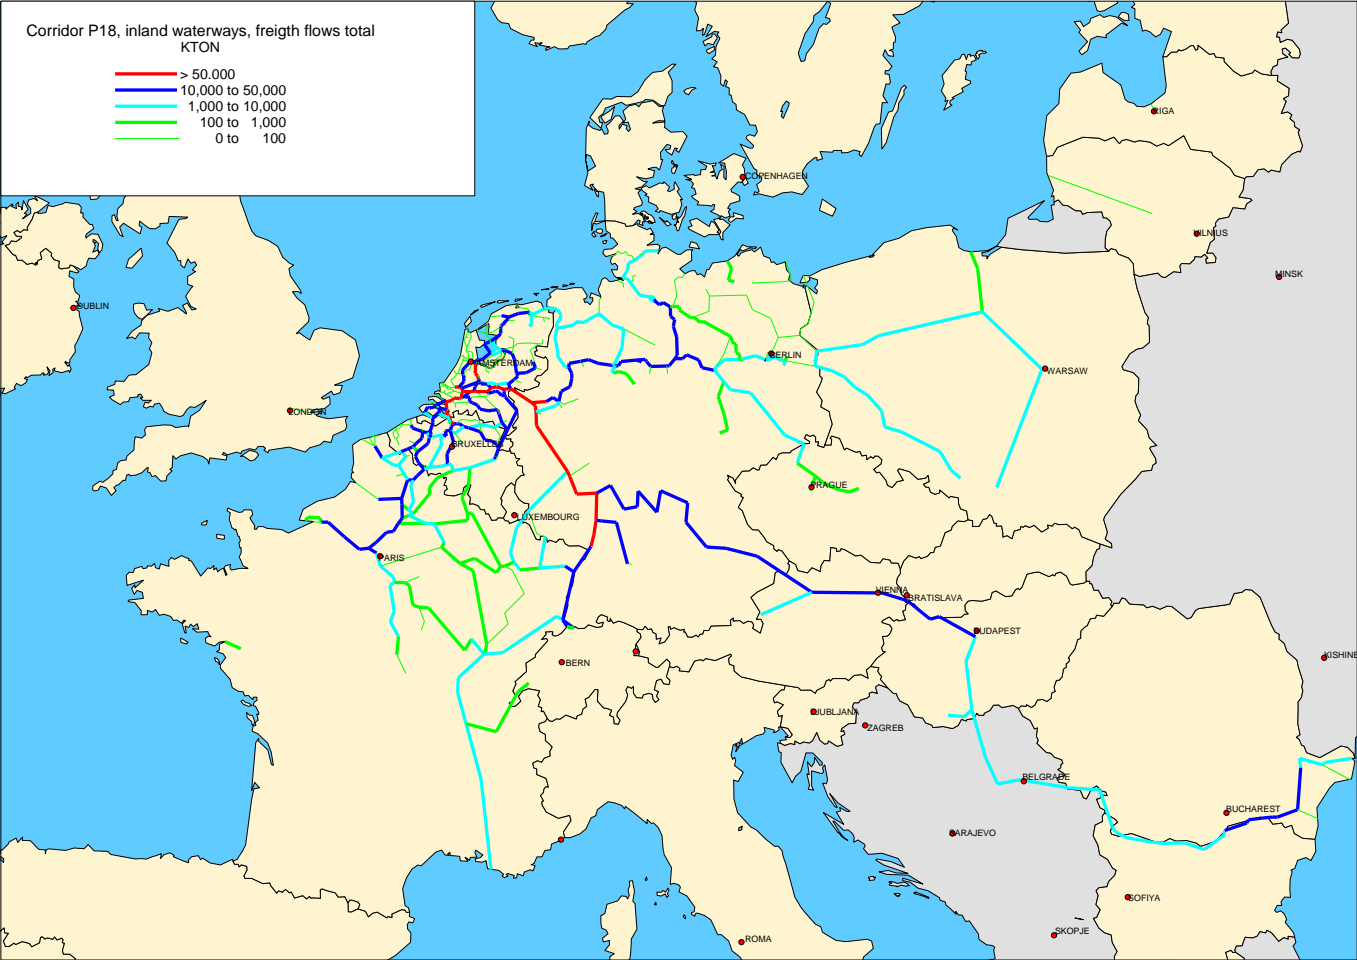 Corridor P18, inland waterways, freigth flows total
KTON
> 50.000
10,000 to 50,000
1,000 to 10,000
100 to 1,000
0 to 100
RIGA
COPENHAGEN
VILNIUS
MINSK
DUBLIN
BERLIN
AMSTERDAM
WARSAW
LONDON
BRUXELLES
PRAGUE
LUXEMBOURG
PARIS
VIENNA
BRATISLAVA
BUDAPEST
BERN
KISHINE
LJUBLJANA
ZAGREB
BELGRADE
BUCHAREST
SARAJEVO
SOFIYA
SKOPJE
ROMA